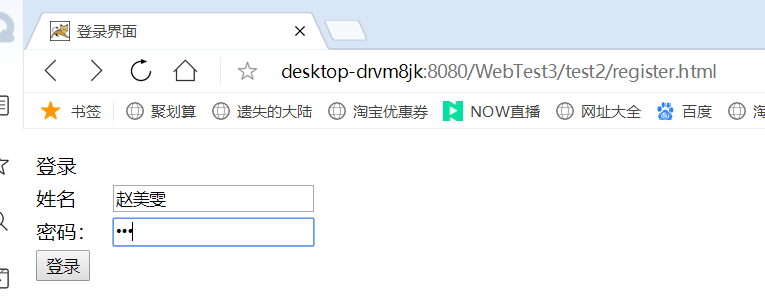 登录界面
desktop-drvm8jk:8080/WebTest3/test2/register.html
书签 聚划算 遗失的大陆 淘宝优惠券 NOW直播 网址大全 百度 淘
登录
姓名 赵美雯
密码： •••
登录